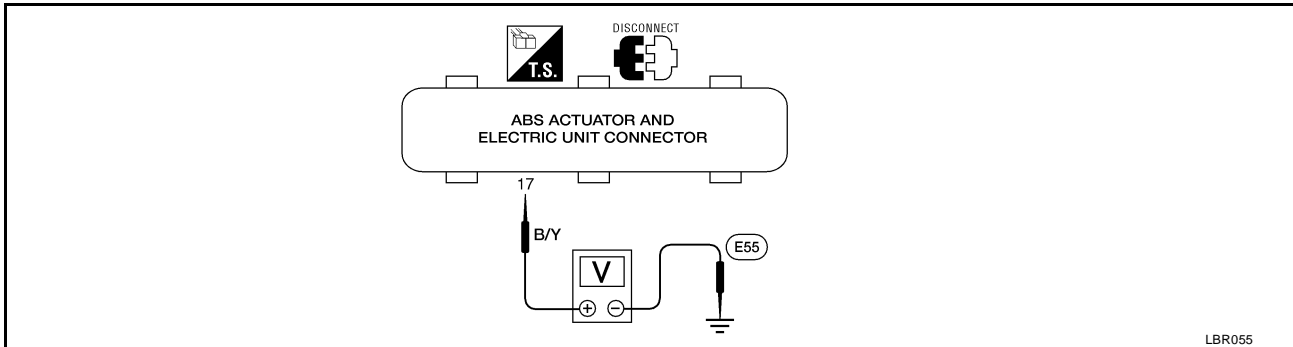 DISCONNECT
T.S.
ABS ACTUATOR AND
ELECTRIC UNIT CONNECTOR
17
B/Y
E55
V
+ −
LBR055